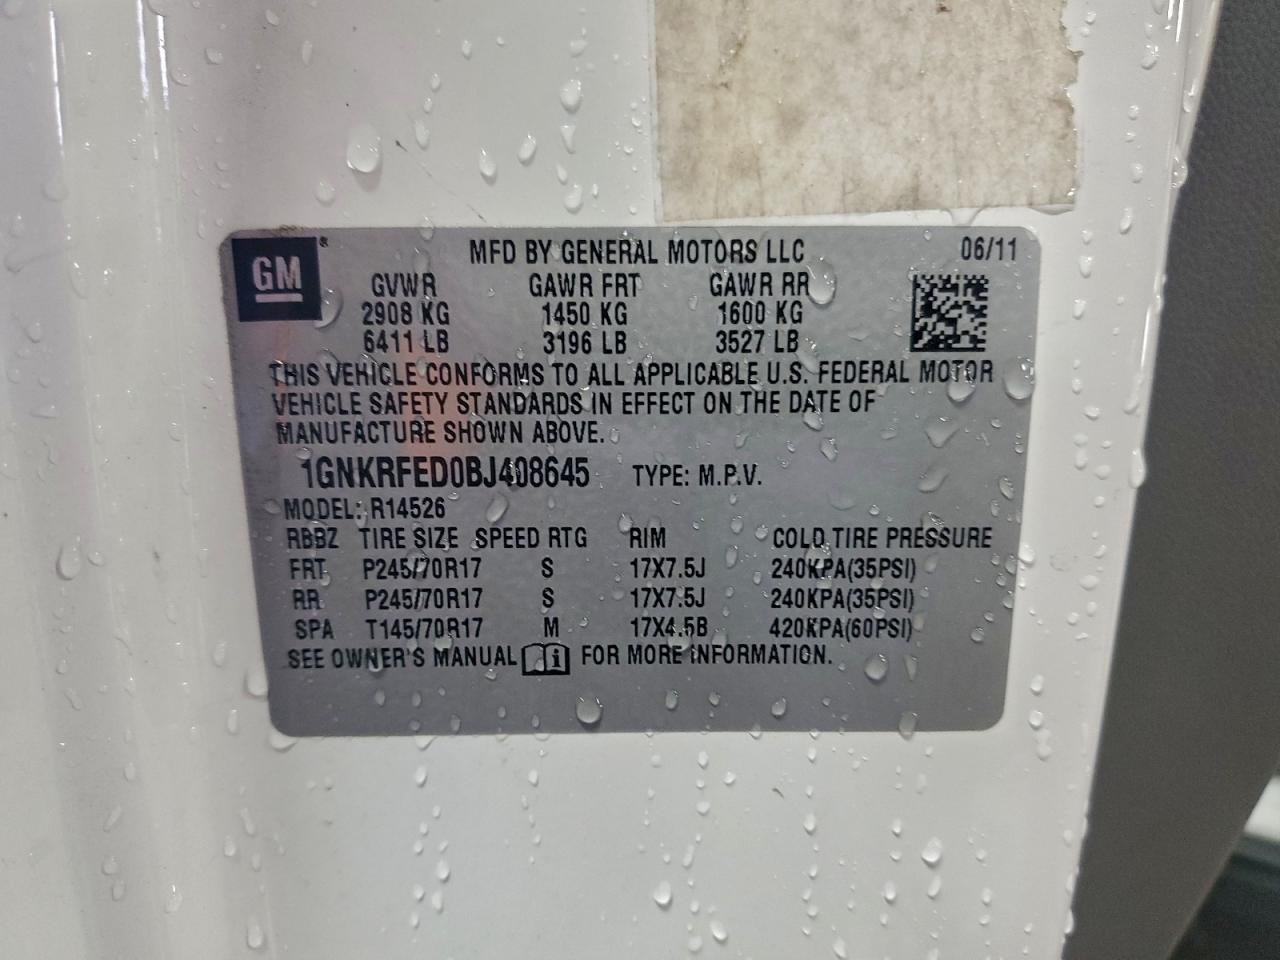 GM ® MFD BY GENERAL MOTORS LLC 06/11
GVWR GAWR FRT GAWR RR
2908 KG 1450 KG 1600 KG
6411 LB 3196 LB 3527 LB
THIS VEHICLE CONFORMS TO ALL APPLICABLE U.S. FEDERAL MOTOR
VEHICLE SAFETY STANDARDS IN EFFECT ON THE DATE OF
MANUFACTURE SHOWN ABOVE.
1GNKRFED0BJ408645 TYPE: M.P.V.
MODEL: R14526
RBBZ TIRE SIZE SPEED RTG RIM COLD TIRE PRESSURE
FRT P245/70R17 S 17X7.5J 240KPA(35PSI)
RR P245/70R17 S 17X7.5J 240KPA(35PSI)
SPA T145/70R17 M 17X4.5B 420KPA(60PSI)
SEE OWNER'S MANUAL i FOR MORE INFORMATION.